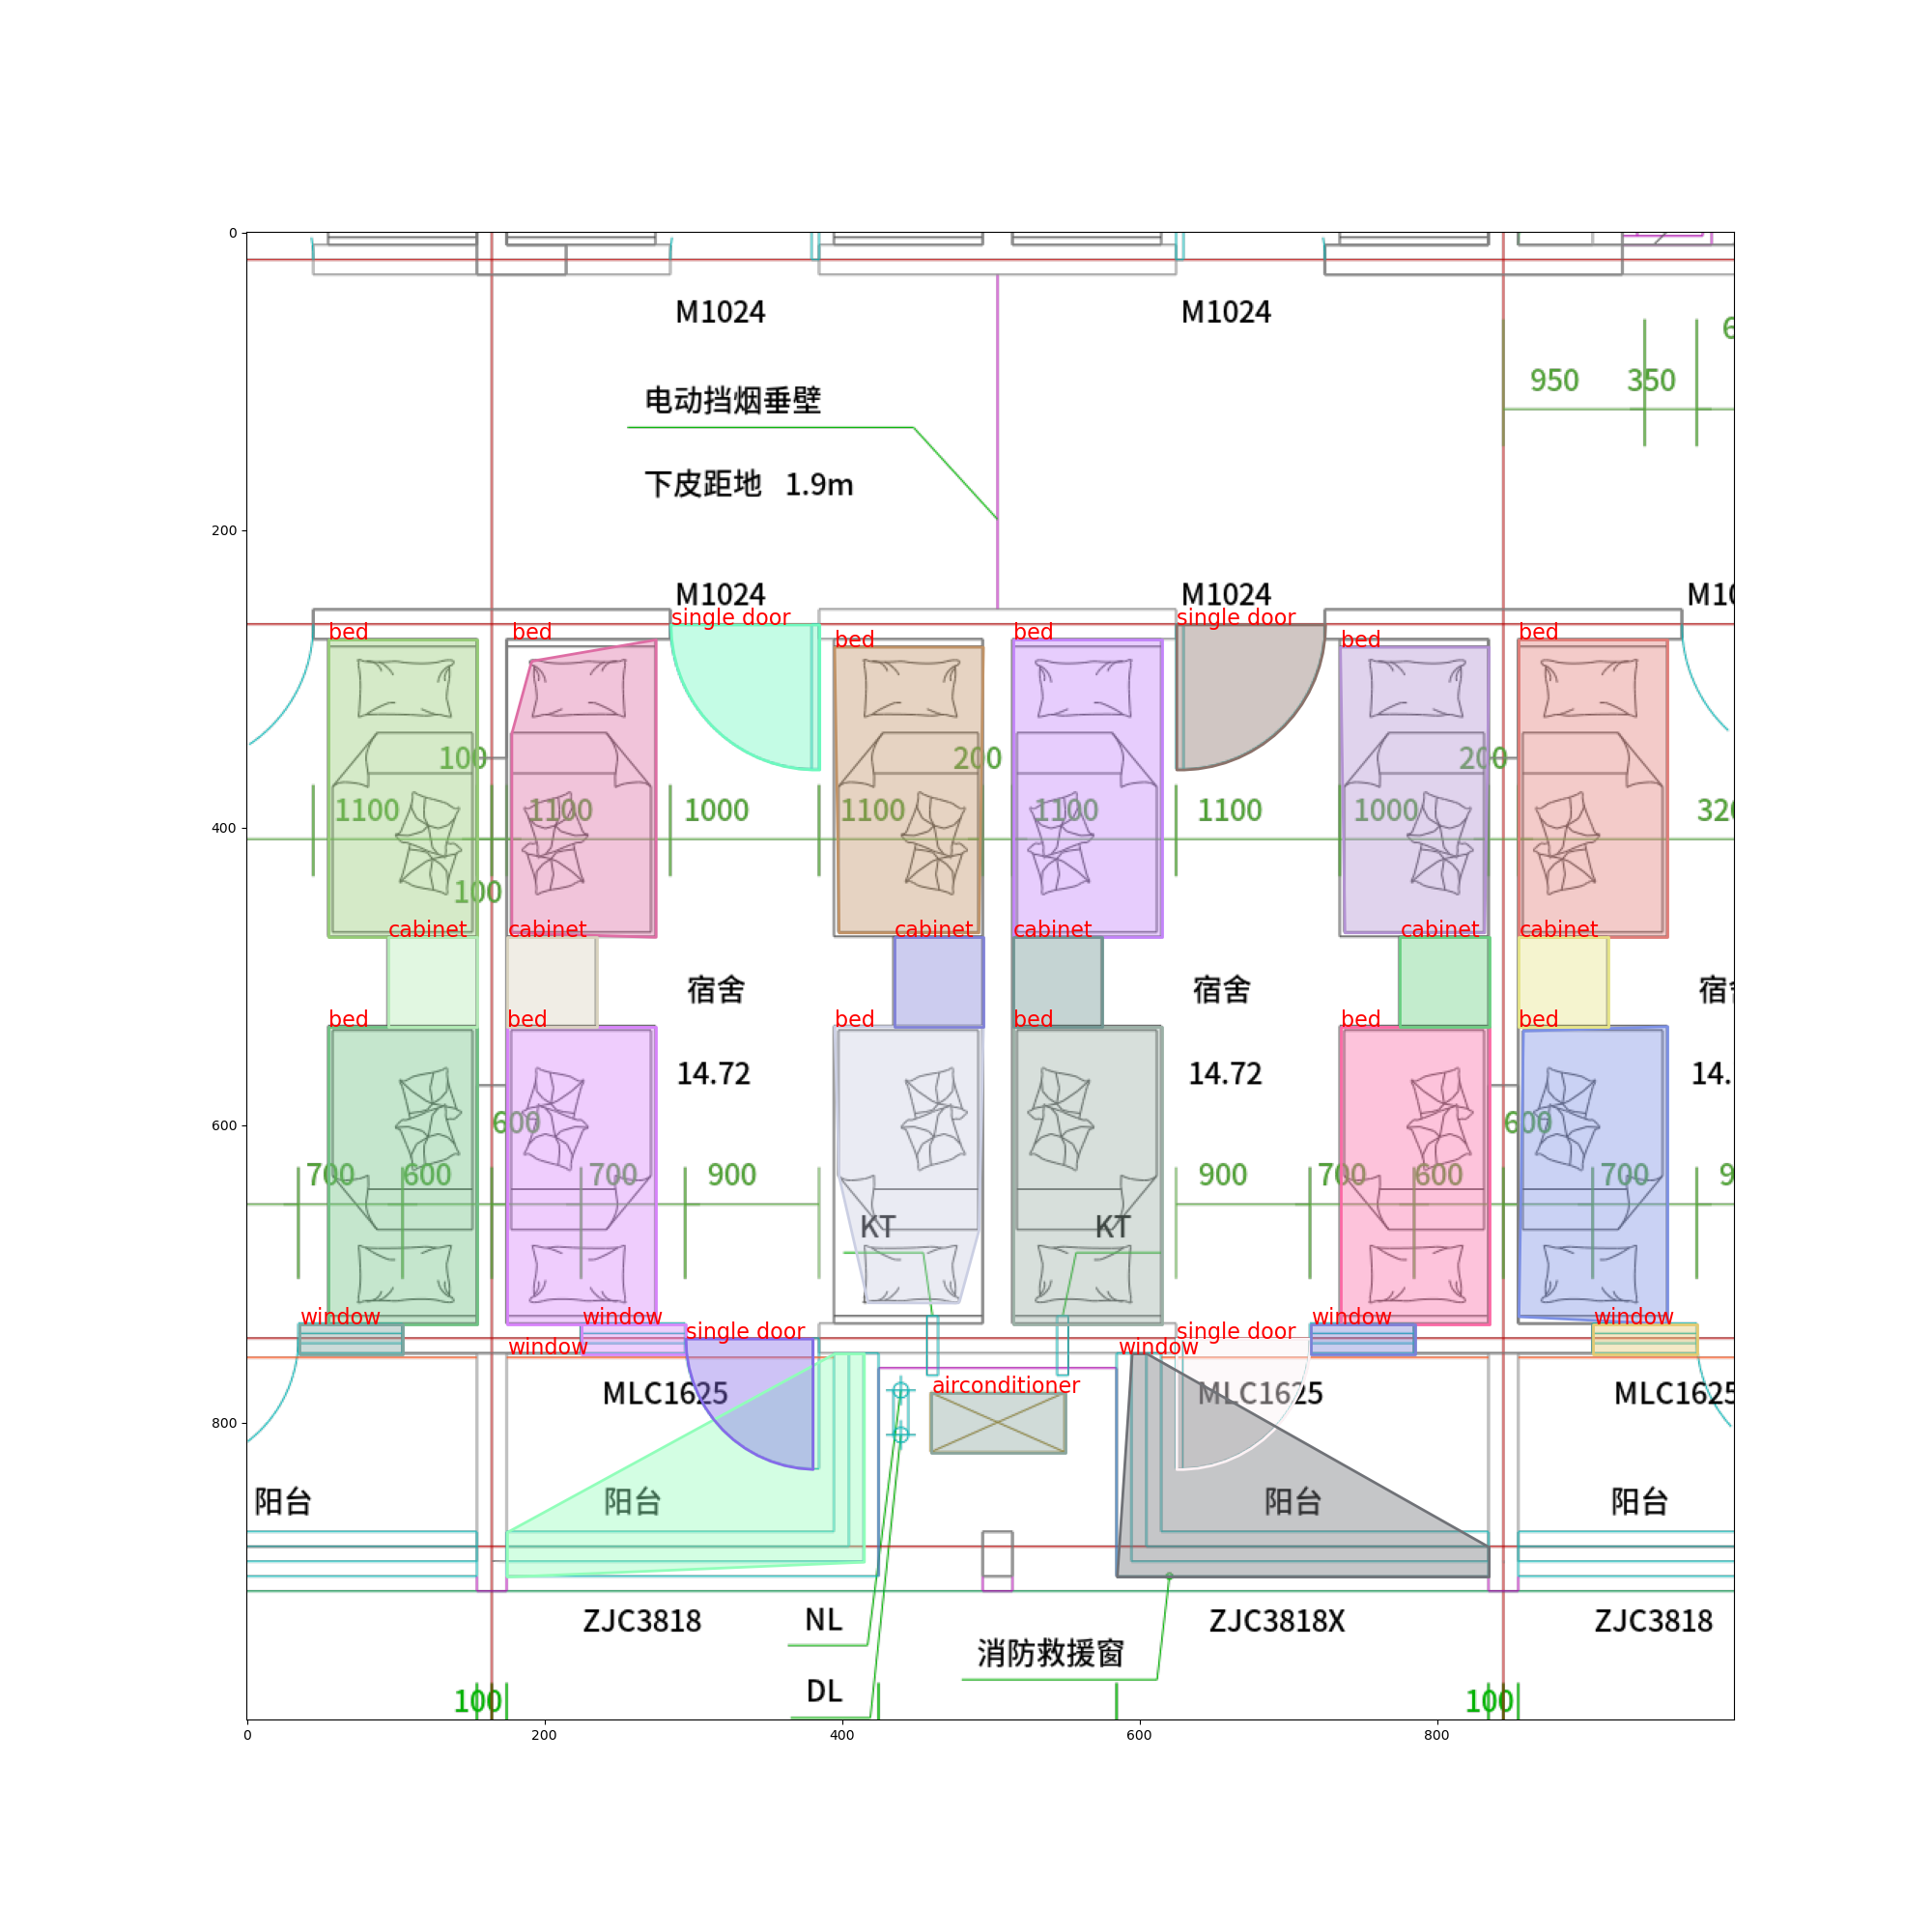 0
M1024
M1024
6
950
350
电动挡烟垂壁
下皮距地 1.9m
200
M1024
M1024
M10
single door
single door
bed
bed
bed
bed
bed
bed
100
200
200
1100
1100
1000
1100
1100
1100
1000
320
400
100
cabinet
cabinet
cabinet
cabinet
cabinet
cabinet
宿舍
宿舍
宿
bed
bed
bed
bed
bed
bed
14.72
14.72
14.
600
600
600
700
600
700
900
900
700
600
700
9
KT
KT
window
window
window
window
single door
single door
window
window
airconditioner
MLC1625
MLC1625
MLC1625
800
阳台
阳台
阳台
阳台
ZJC3818
NL
ZJC3818X
ZJC3818
消防救援窗
DL
100
100
0
200
400
600
800